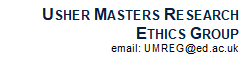 USHER MASTERS RESEARCH
ETHICS GROUP
email: UMREG@ed.ac.uk